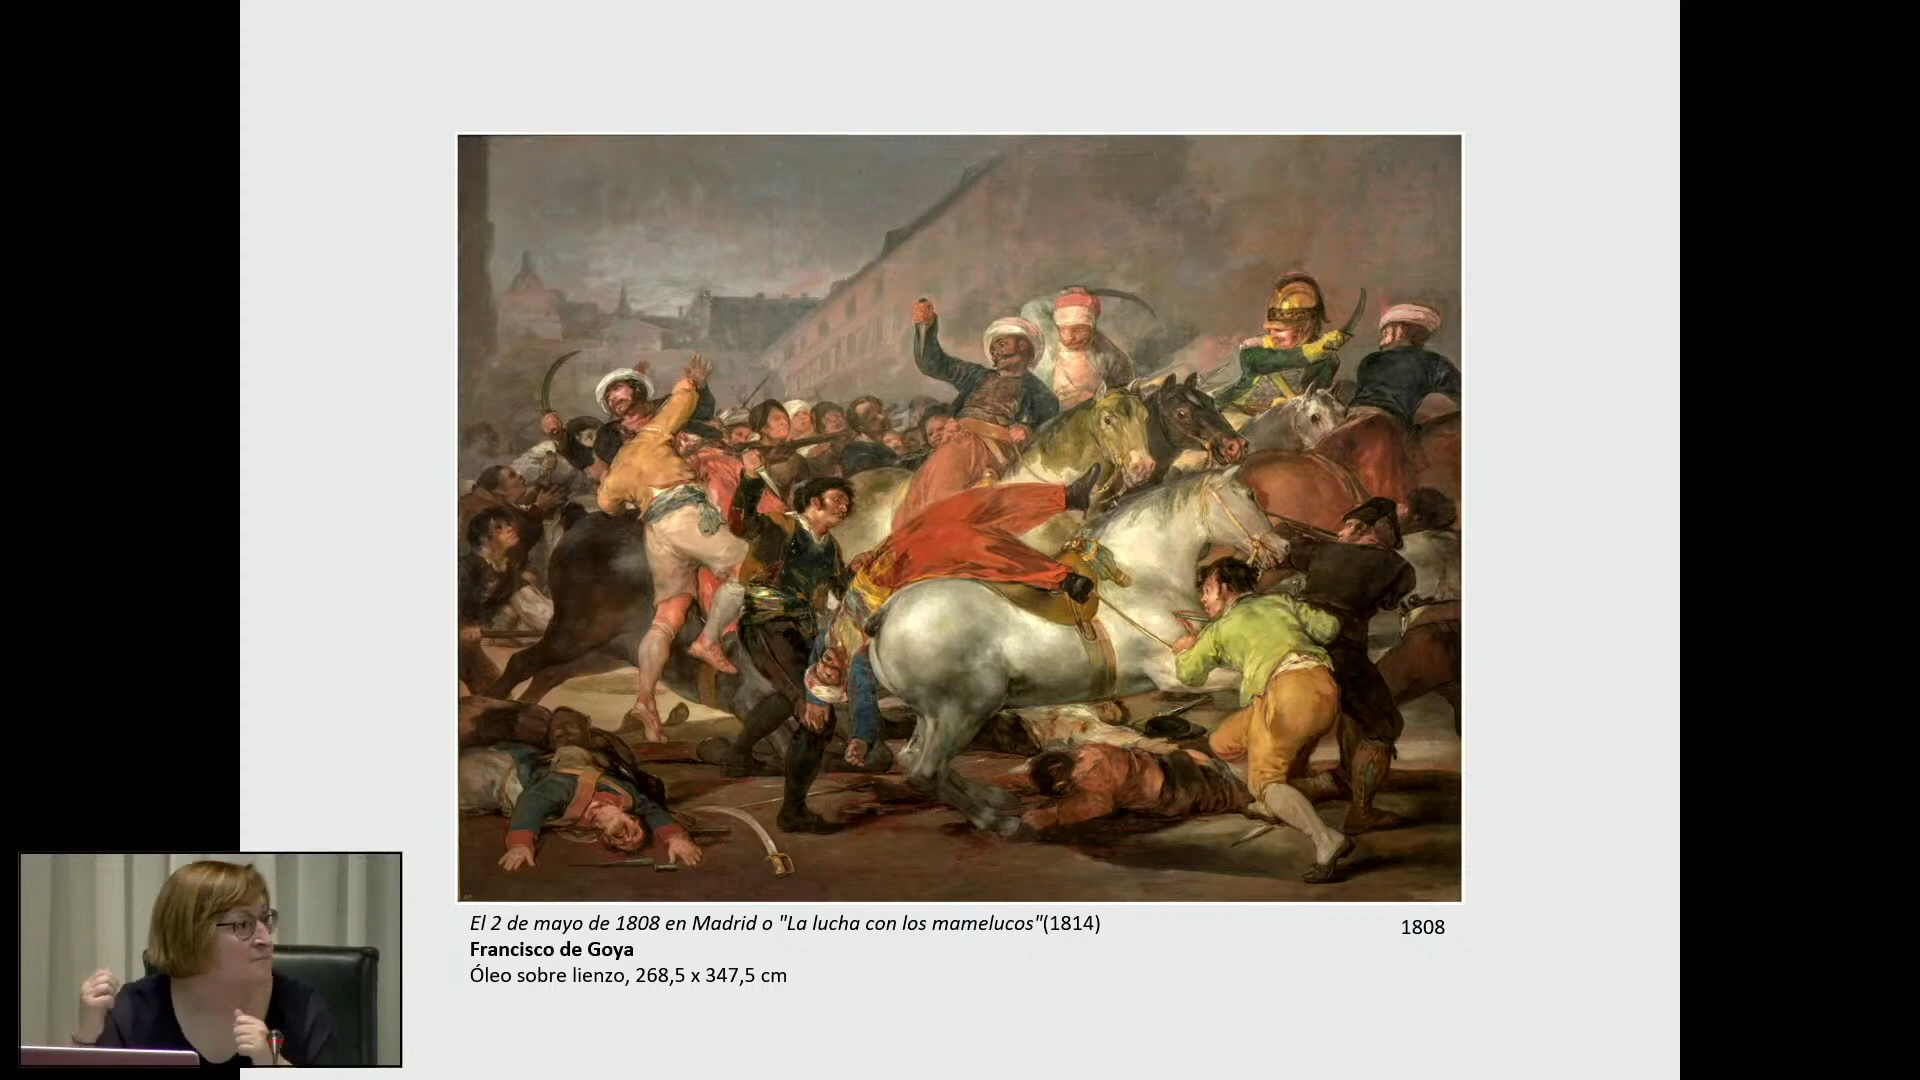 El 2 de mayo de 1808 en Madrid o "La lucha con los mamelucos"(1814)
1808
Francisco de Goya
Óleo sobre lienzo, 268,5 x 347,5 cm